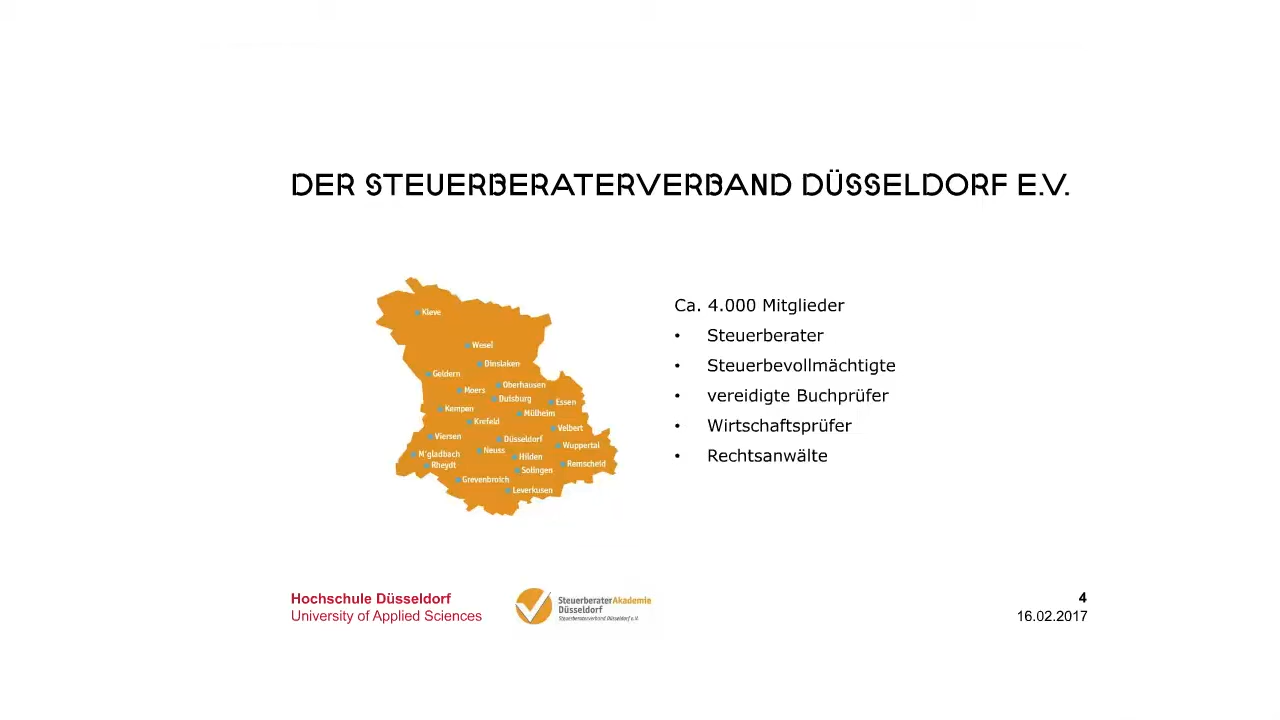 DER STEUERBERATERVERBAND DÜSSELDORF E.V.
Kleve
Wesel
Dinslaken
Geldern
Oberhausen
Moers
Duisburg
Essen
Kempen
Mülheim
Krefeld
Velbert
Viersen
Düsseldorf
Wuppertal
Neuss
M'gladbach
Hilden
Rheydt
Remscheid
Solingen
Grevenbroich
Leverkusen
Ca. 4.000 Mitglieder
• Steuerberater
• Steuerbevollmächtigte
• vereidigte Buchprüfer
• Wirtschaftsprüfer
• Rechtsanwälte
Hochschule Düsseldorf
University of Applied Sciences
SteuerberaterAkademie
Düsseldorf
Steuerberaterverband Düsseldorf e.V.
4
16.02.2017